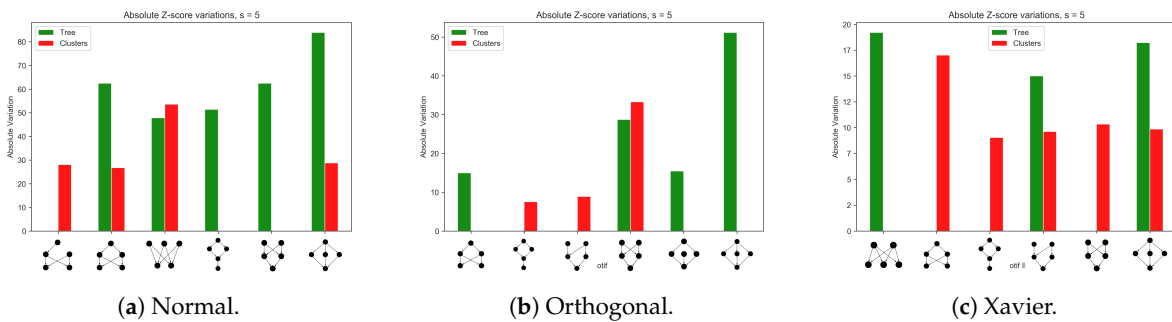 Absolute Z-score variations, s = 5
Tree
Clusters
Absolute Variation
80
70
60
50
40
30
20
10
0
(a) Normal.
Absolute Z-score variations, s = 5
Tree
Clusters
Absolute Variation
50
40
30
20
10
0
otif
(b) Orthogonal.
Absolute Z-score variations, s = 5
Tree
Clusters
Absolute Variation
20
17
15
12
10
7
5
2
0
otif II
(c) Xavier.